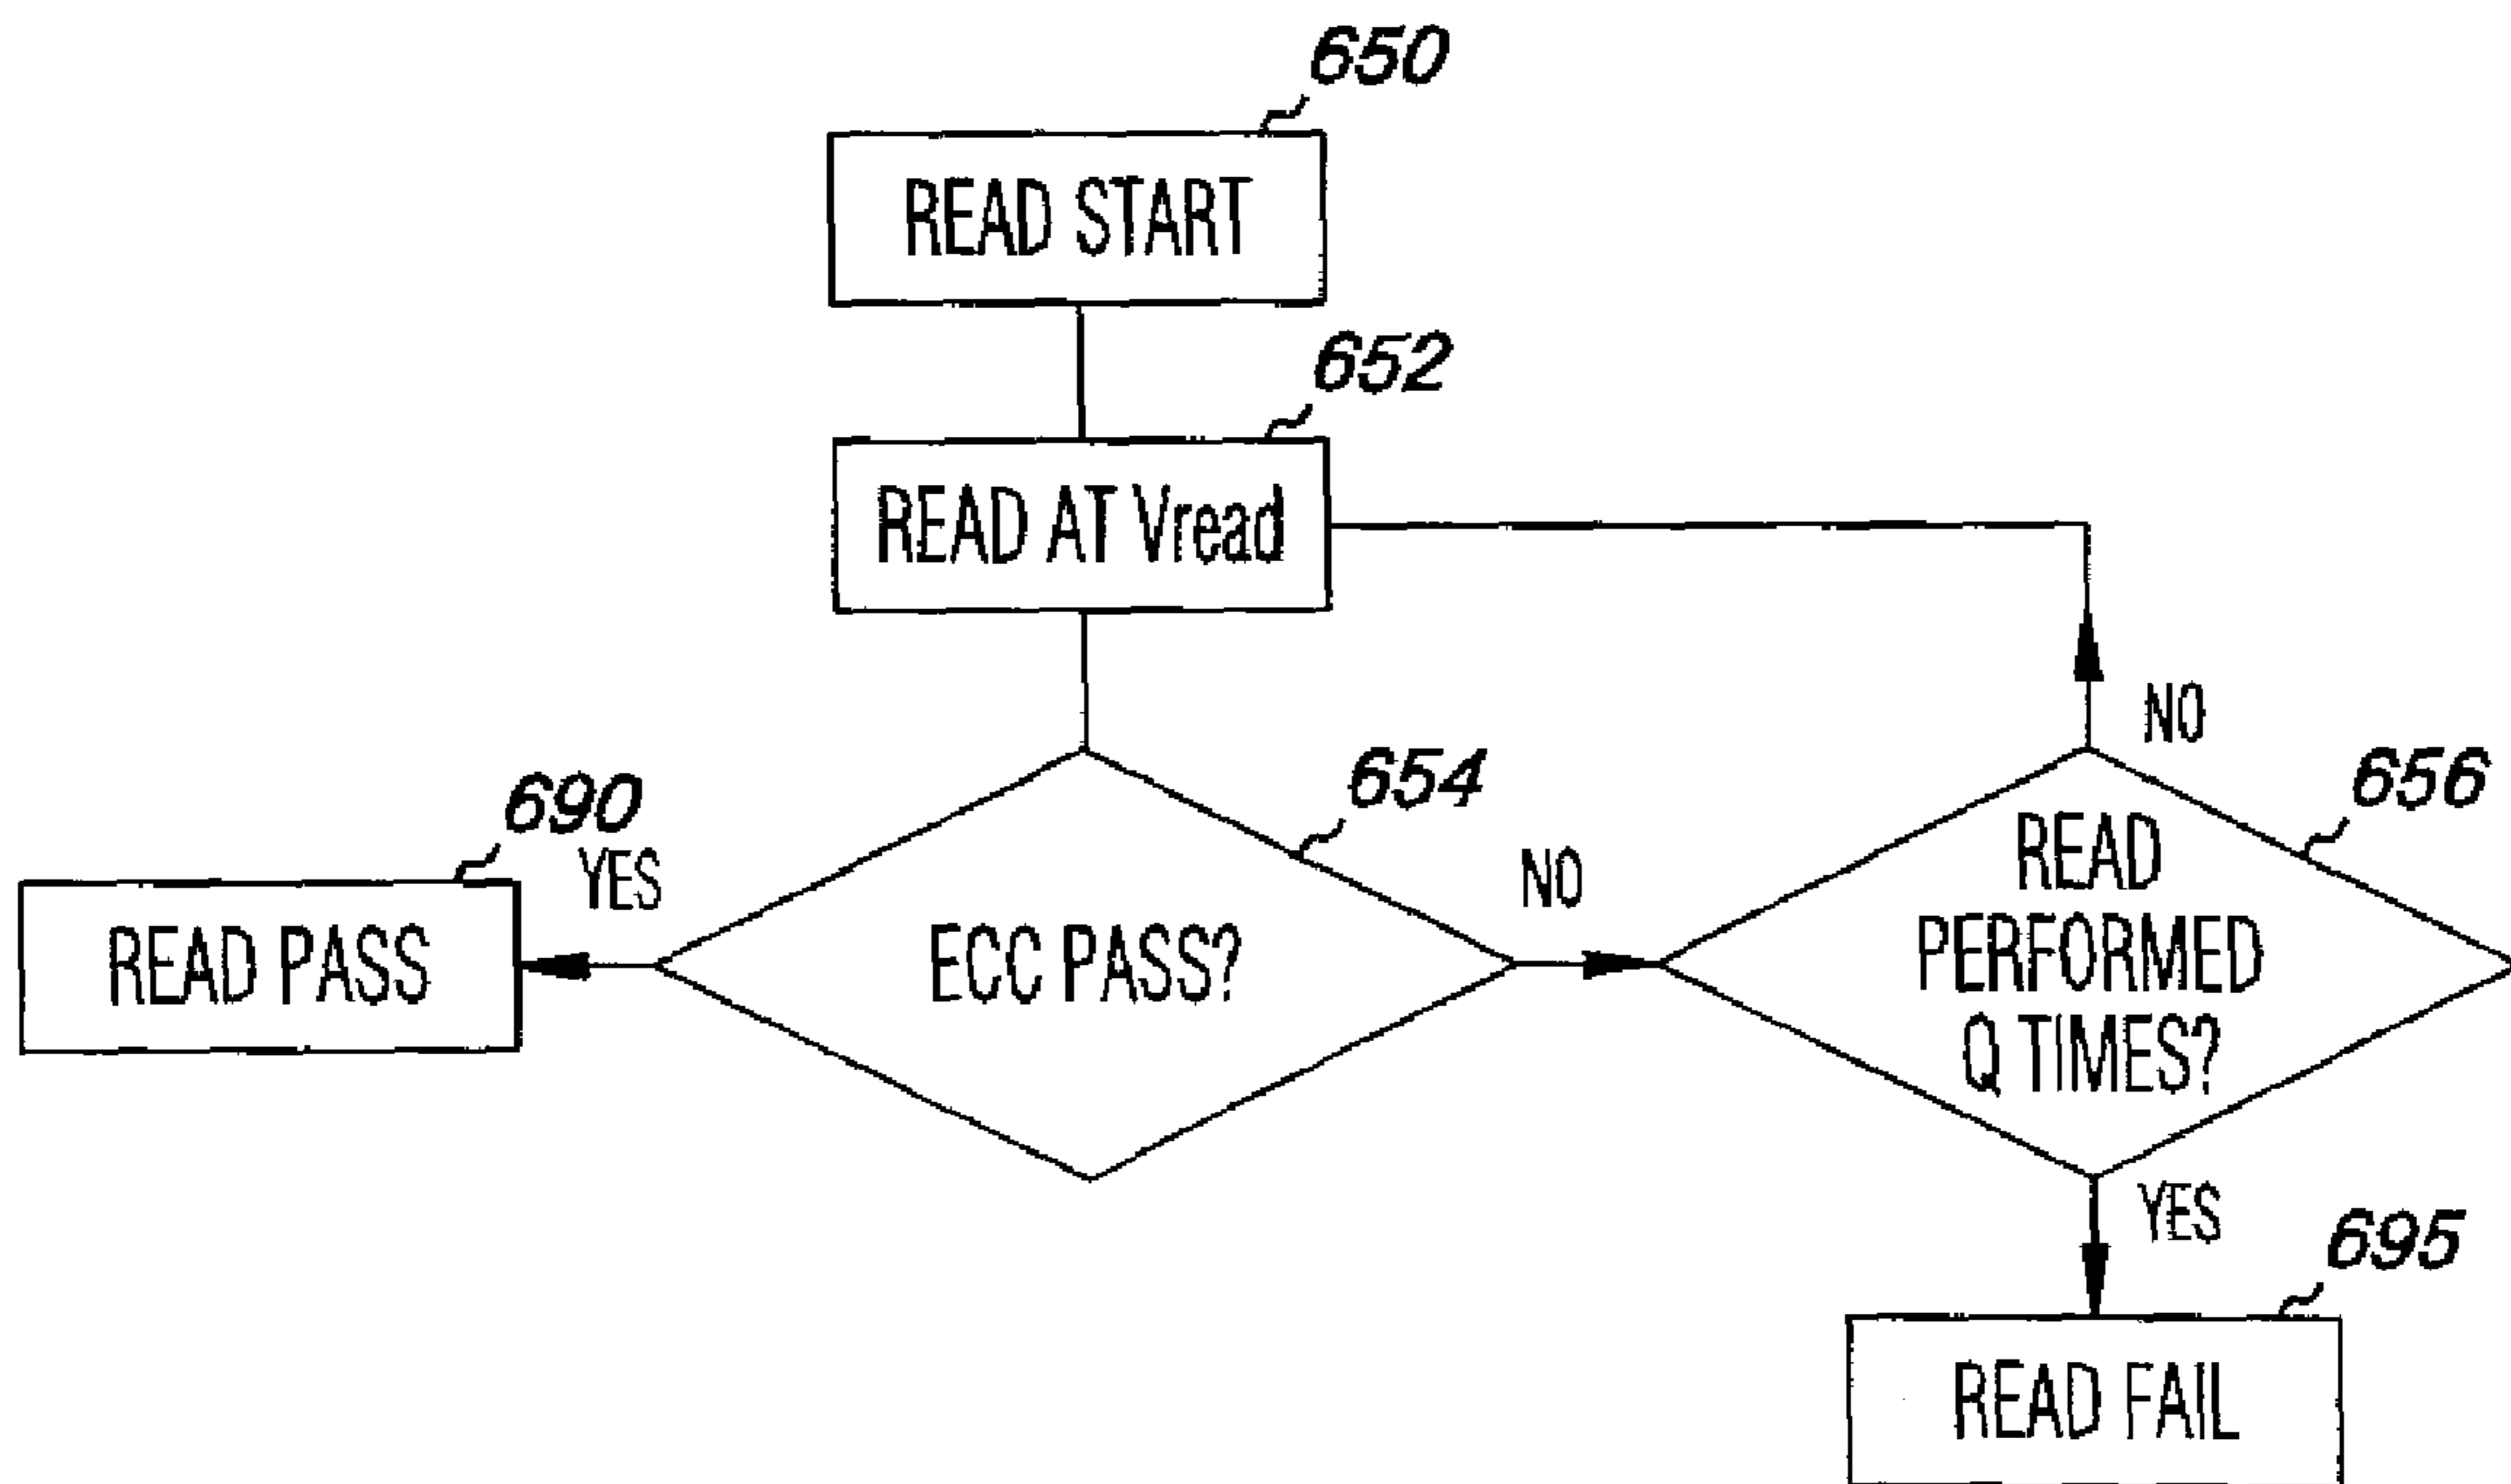 650
READ START
652
READ AT Vread
NO
654
656
690
YES
NO
READ
PERFORMED
Q TIMES?
READ PASS
ECC PASS?
YES
695
READ FAIL